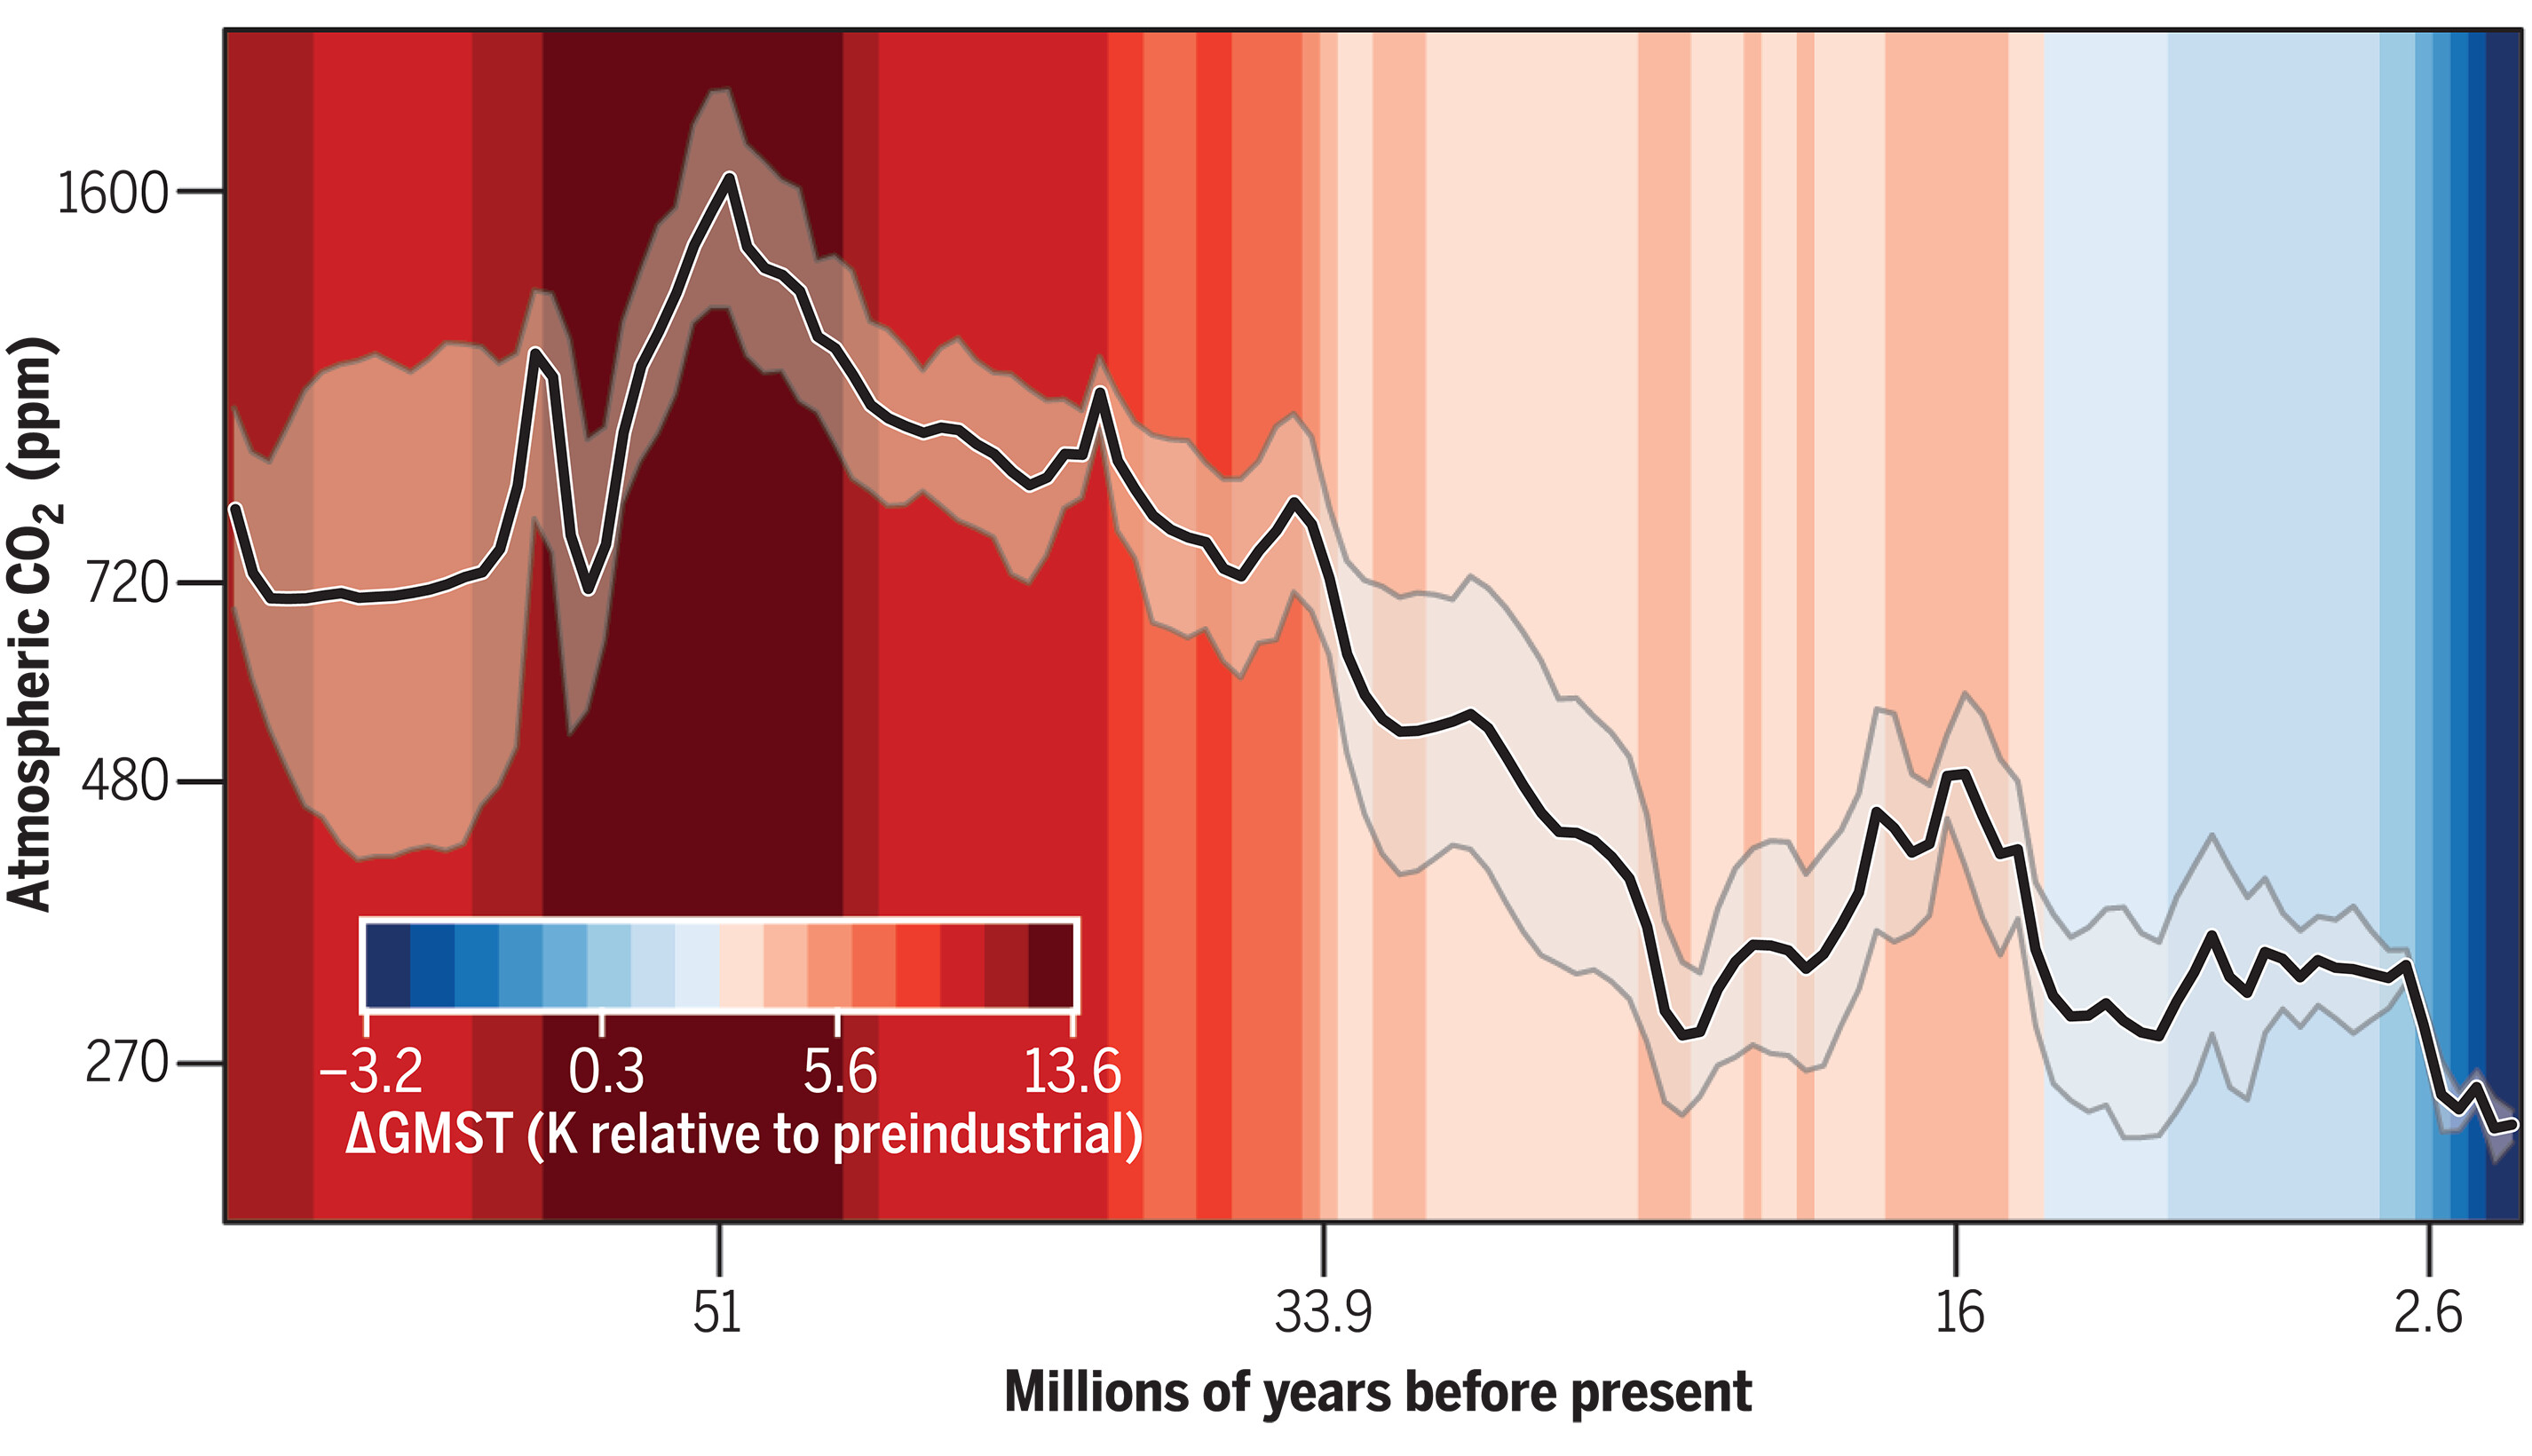 Atmospheric CO2 (ppm)
1600
720
480
270
−3.2 0.3 5.6 13.6
ΔGMST (K relative to preindustrial)
51 33.9 16 2.6
Millions of years before present